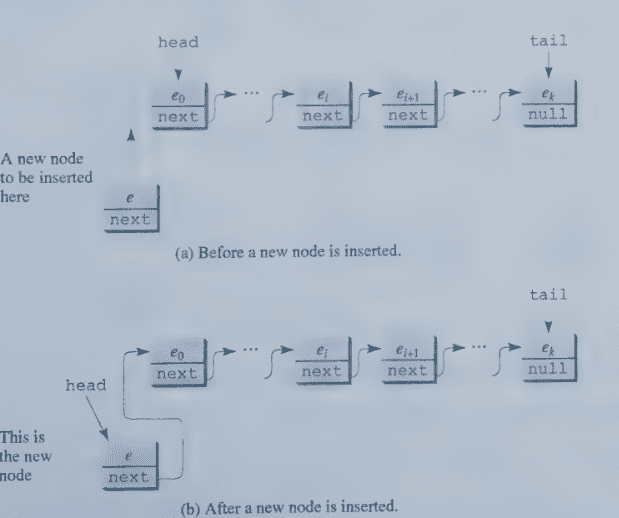 head tail
e0 … ei ei+1 … ek
next next next null
A new node
to be inserted
here
e
next
(a) Before a new node is inserted.
tail
e0 … ei ei+1 … ek
next next next null
head
This is
the new
node
e
next
(b) After a new node is inserted.